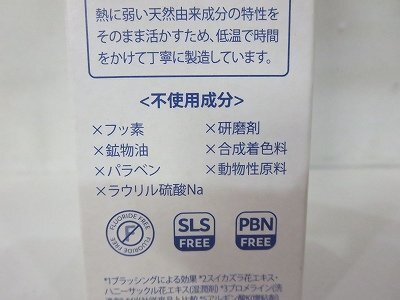 熱に弱い天然由来成分の特性を
そのまま活かすため、低温で時間
をかけて丁寧に製造しています。
<不使用成分>
×フッ素 ×研磨剤
×鉱物油 ×合成着色料
×パラベン ×動物性原料
×ラウリル硫酸Na
FLUORIDE FREE FLUORIDE FREE
F
SLS
FREE
PBN
FREE
*1ブラッシングによる効果 *2スイカズラ花エキス・
ハニーサックル花エキス(湿潤剤) *3ブロメライン(洗